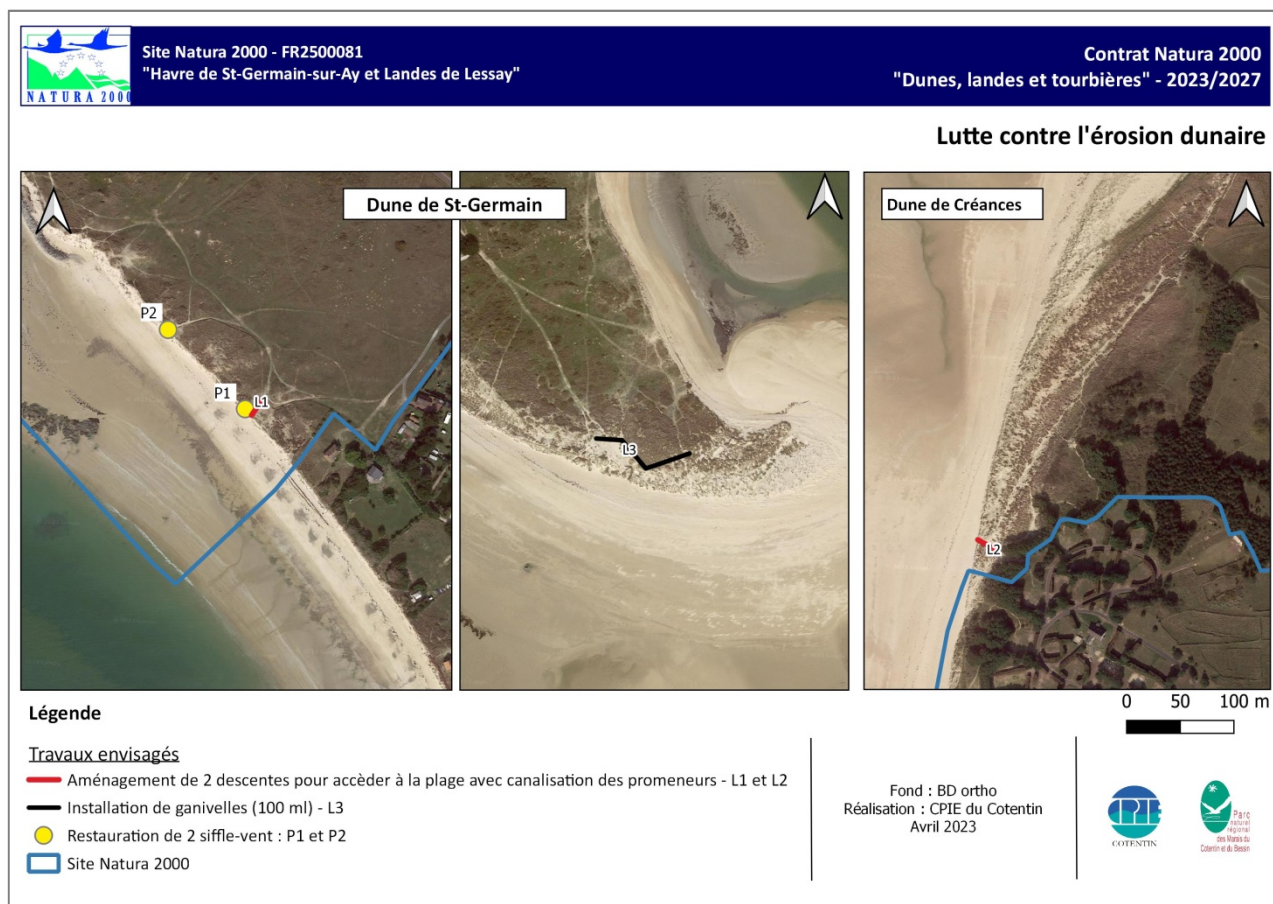 NATURA 2000
Site Natura 2000 - FR2500081
"Havre de St-Germain-sur-Ay et Landes de Lessay"
Contrat Natura 2000
"Dunes, landes et tourbières" - 2023/2027
Lutte contre l'érosion dunaire
Dune de St-Germain
Dune de Créances
P2
P1
L1
L3
L2
0 50 100 m
Légende
Travaux envisagés
Aménagement de 2 descentes pour accèder à la plage avec canalisation des promeneurs - L1 et L2
Installation de ganivelles (100 ml) - L3
Restauration de 2 siffle-vent : P1 et P2
Site Natura 2000
Fond : BD ortho
Réalisation : CPIE du Cotentin
Avril 2023
CPIE
COTENTIN
Parc
naturel
régional
des Marais du
Cotentin et du Bessin